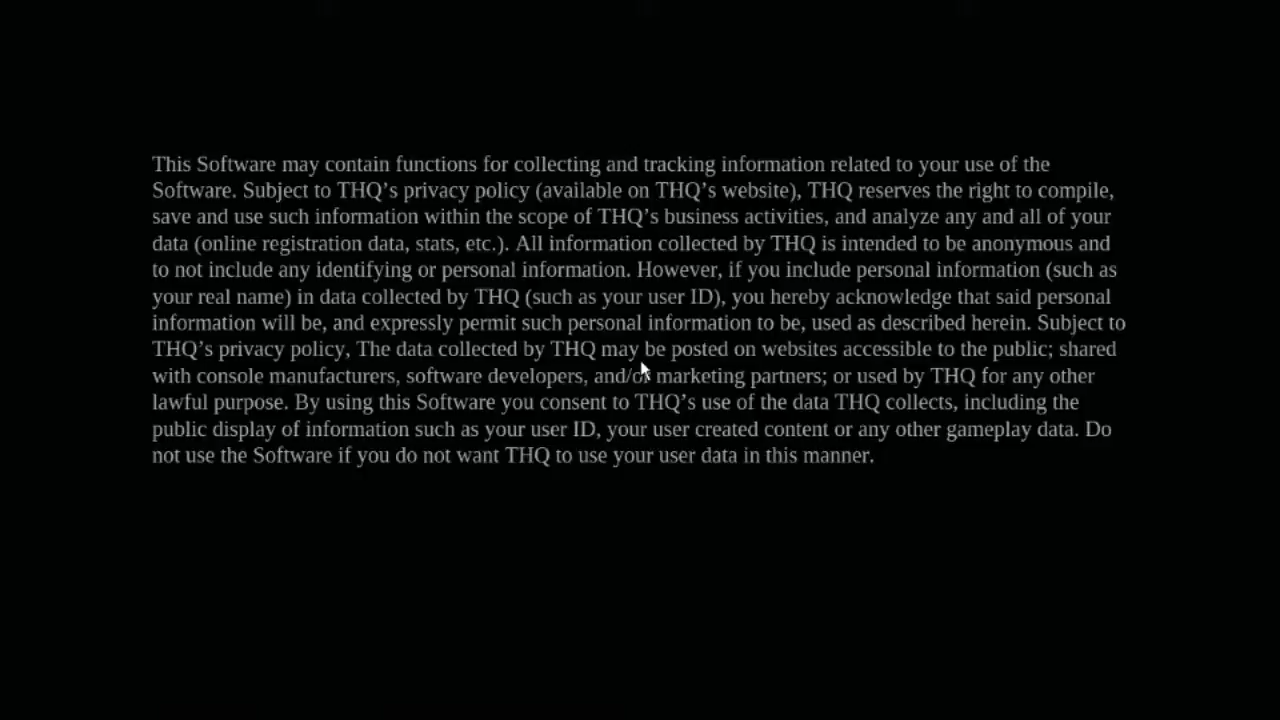 This Software may contain functions for collecting and tracking information related to your use of the
Software. Subject to THQ’s privacy policy (available on THQ’s website), THQ reserves the right to compile,
save and use such information within the scope of THQ’s business activities, and analyze any and all of your
data (online registration data, stats, etc.). All information collected by THQ is intended to be anonymous and
to not include any identifying or personal information. However, if you include personal information (such as
your real name) in data collected by THQ (such as your user ID), you hereby acknowledge that said personal
information will be, and expressly permit such personal information to be, used as described herein. Subject to
THQ’s privacy policy, The data collected by THQ may be posted on websites accessible to the public; shared
with console manufacturers, software developers, and/or marketing partners; or used by THQ for any other
lawful purpose. By using this Software you consent to THQ’s use of the data THQ collects, including the
public display of information such as your user ID, your user created content or any other gameplay data. Do
not use the Software if you do not want THQ to use your user data in this manner.